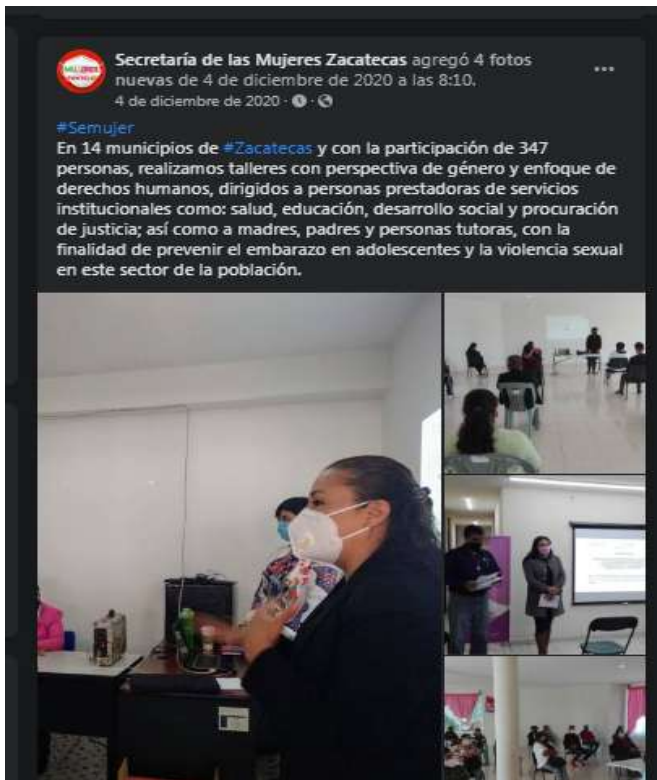 Secretaría de las Mujeres Zacatecas agregó 4 fotos
nuevas de 4 de diciembre de 2020 a las 8:10.
4 de diciembre de 2020 ·
#Semujer
En 14 municipios de #Zacatecas y con la participación de 347
personas, realizamos talleres con perspectiva de género y enfoque de
derechos humanos, dirigidos a personas prestadoras de servicios
institucionales como: salud, educación, desarrollo social y procuración
de justicia; así como a madres, padres y personas tutoras, con la
finalidad de prevenir el embarazo en adolescentes y la violencia sexual
en este sector de la población.